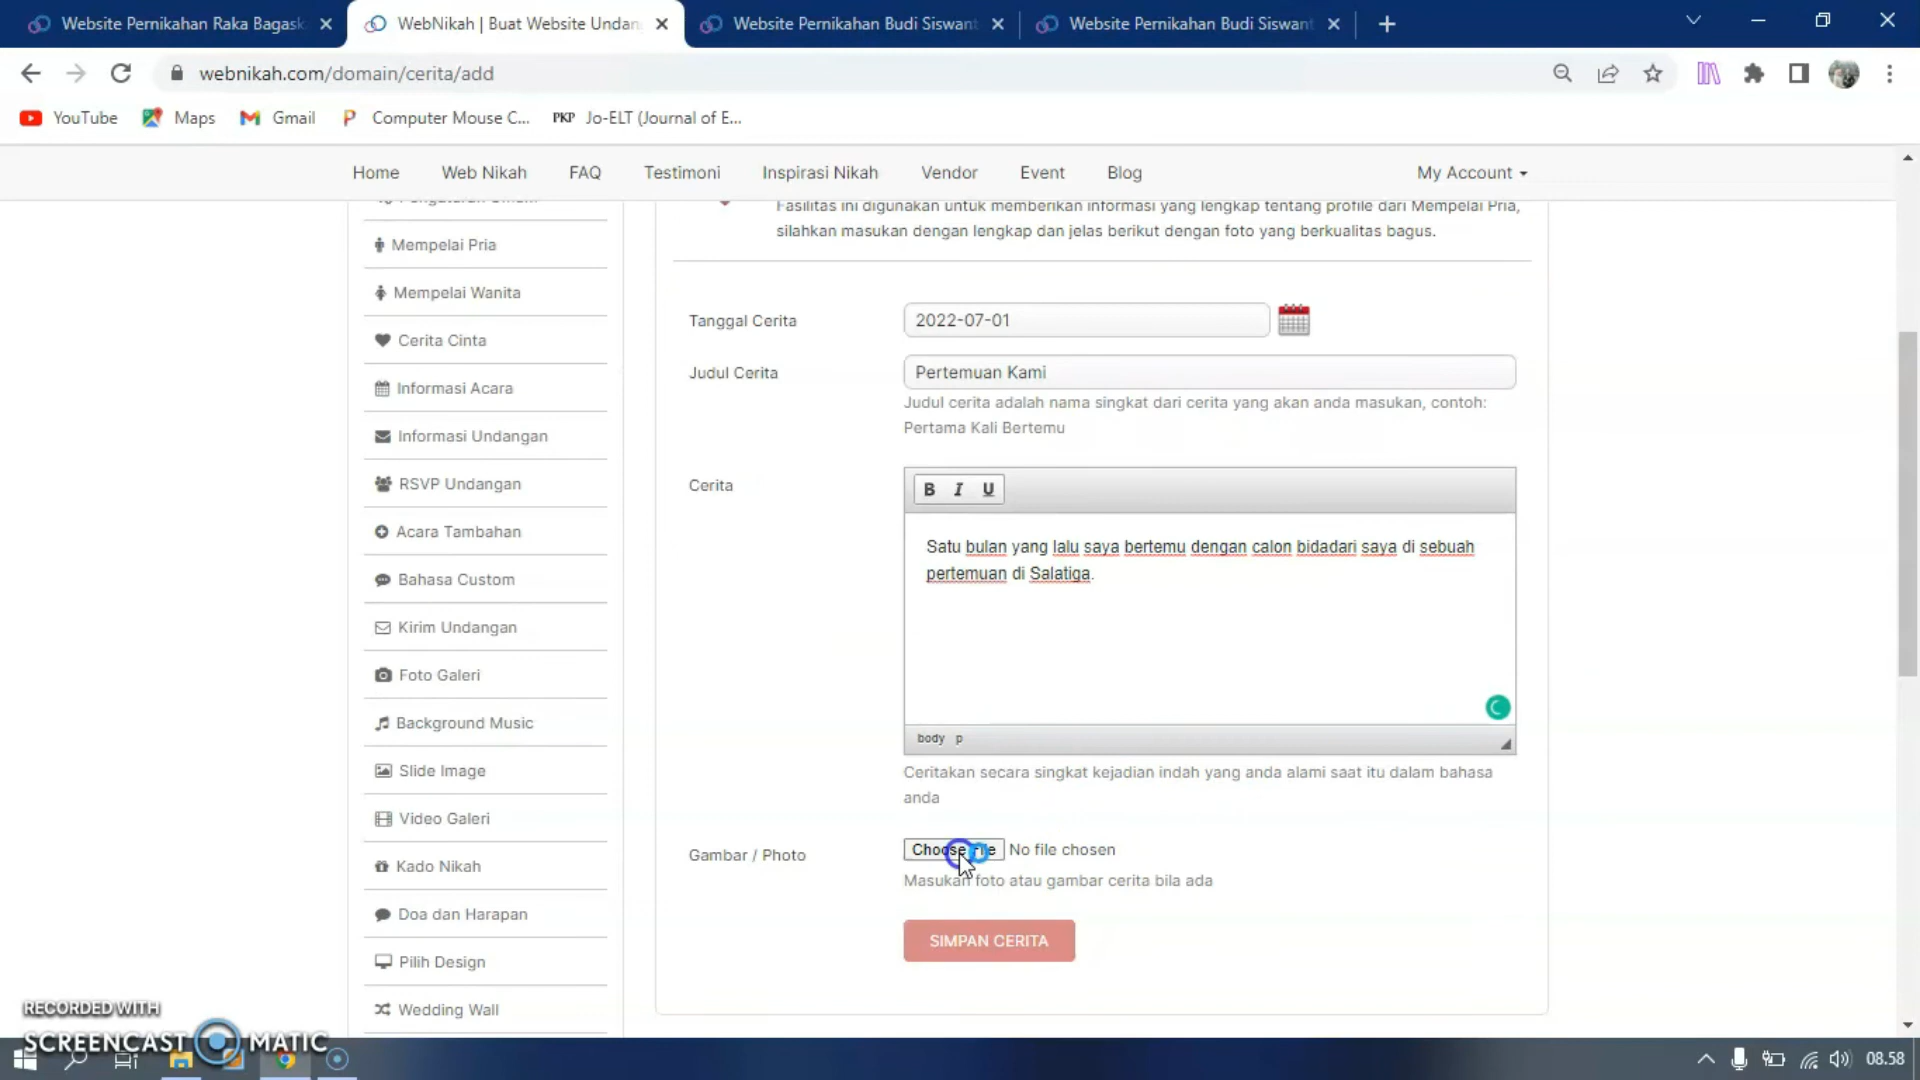 Website Pernikahan Raka Bagask
WebNikah | Buat Website Undan
Website Pernikahan Budi Siswant
Website Pernikahan Budi Siswant
webnikah.com/domain/cerita/add
YouTube
Maps
Gmail
Computer Mouse C...
PKP Jo-ELT (Journal of E...
Home
Web Nikah
FAQ
Testimoni
Inspirasi Nikah
Vendor
Event
Blog
My Account
Mempelai Pria
Mempelai Wanita
Cerita Cinta
Informasi Acara
Informasi Undangan
RSVP Undangan
Acara Tambahan
Bahasa Custom
Kirim Undangan
Foto Galeri
Background Music
Slide Image
Video Galeri
Kado Nikah
Doa dan Harapan
Pilih Design
Wedding Wall
Fasilitas ini digunakan untuk memberikan informasi yang lengkap tentang profile dari Mempelai Pria,
silahkan masukan dengan lengkap dan jelas berikut dengan foto yang berkualitas bagus.
Tanggal Cerita
2022-07-01
Judul Cerita
Pertemuan Kami
Judul cerita adalah nama singkat dari cerita yang akan anda masukan, contoh:
Pertama Kali Bertemu
Cerita
B I U
Satu bulan yang lalu saya bertemu dengan calon bidadari saya di sebuah
pertemuan di Salatiga.
body p
Ceritakan secara singkat kejadian indah yang anda alami saat itu dalam bahasa
anda
Gambar / Photo
Choose File No file chosen
Masukan foto atau gambar cerita bila ada
SIMPAN CERITA
RECORDED WITH
SCREENCAST MATIC
08.58